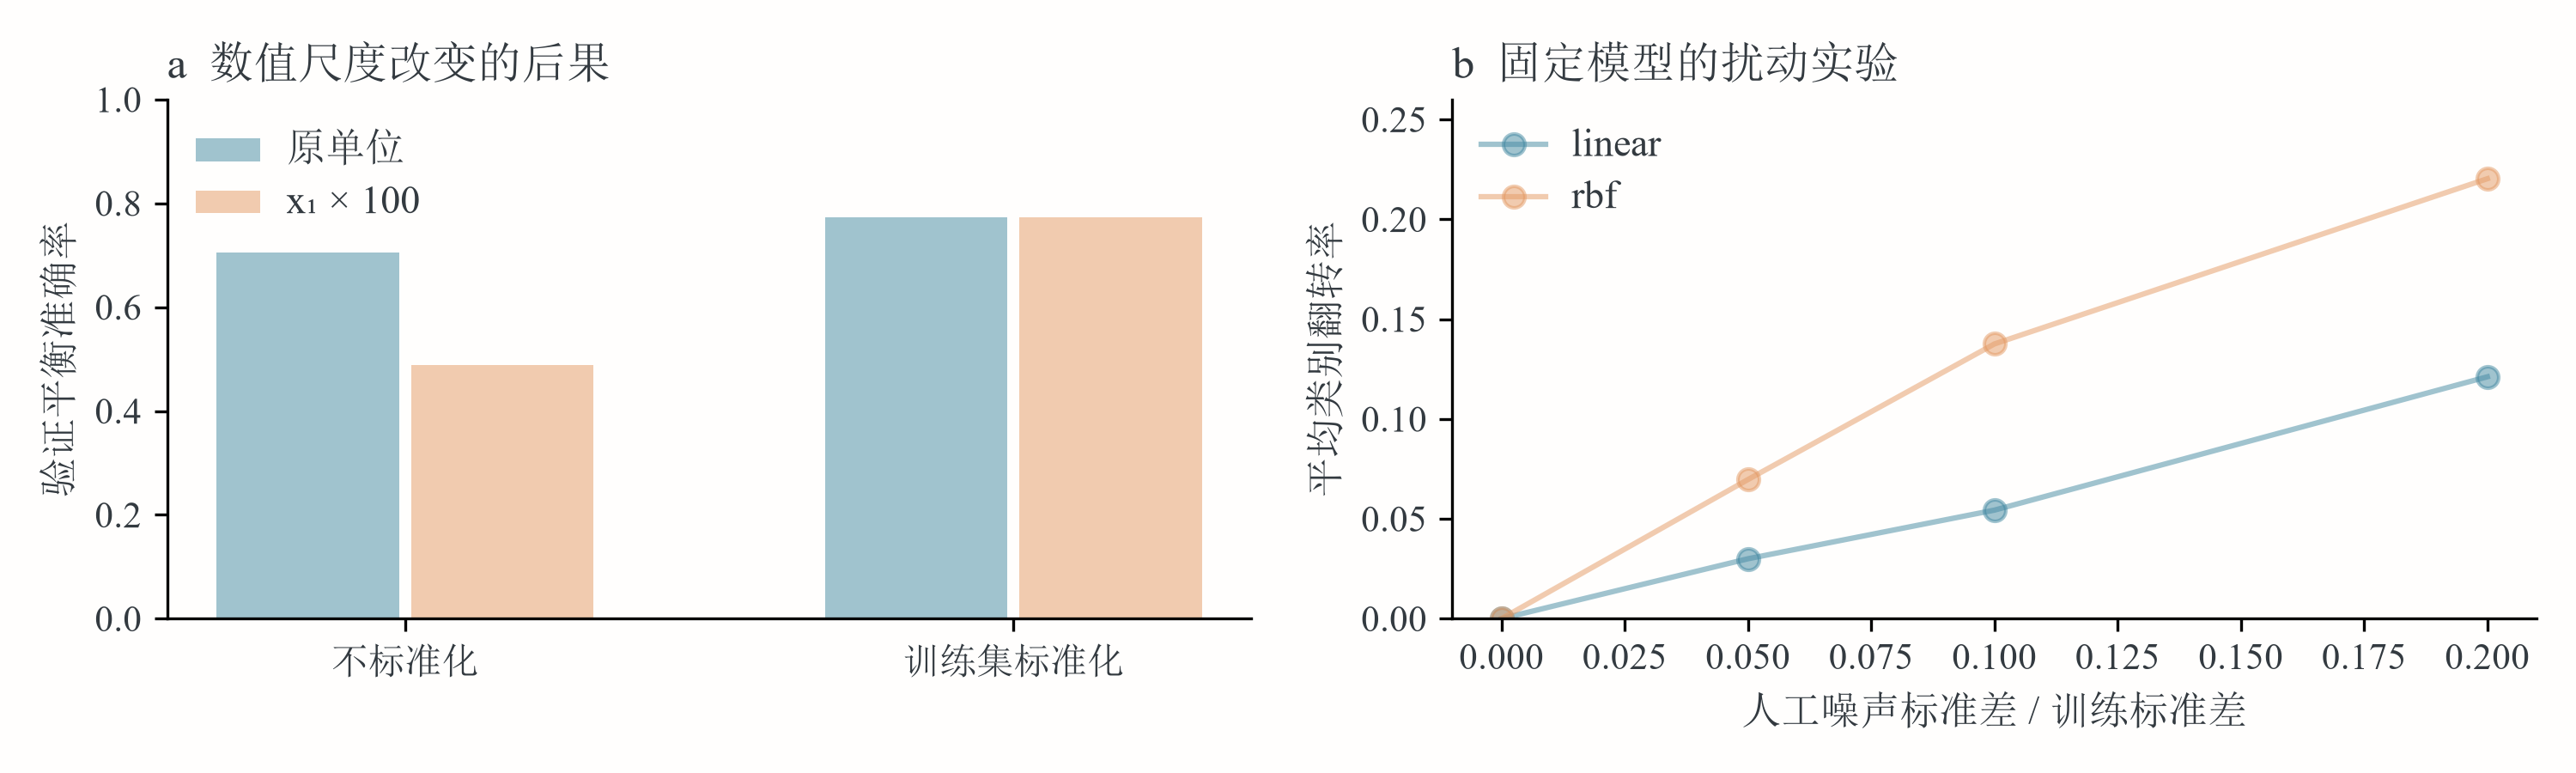 a 数值尺度改变的后果
1.0
0.8
0.6
0.4
0.2
0.0
验证平衡准确率
原单位
x₁ × 100
不标准化
训练集标准化
b 固定模型的扰动实验
0.25
0.20
0.15
0.10
0.05
0.00
平均类别翻转率
linear
rbf
0.000 0.025 0.050 0.075 0.100 0.125 0.150 0.175 0.200
人工噪声标准差 / 训练标准差